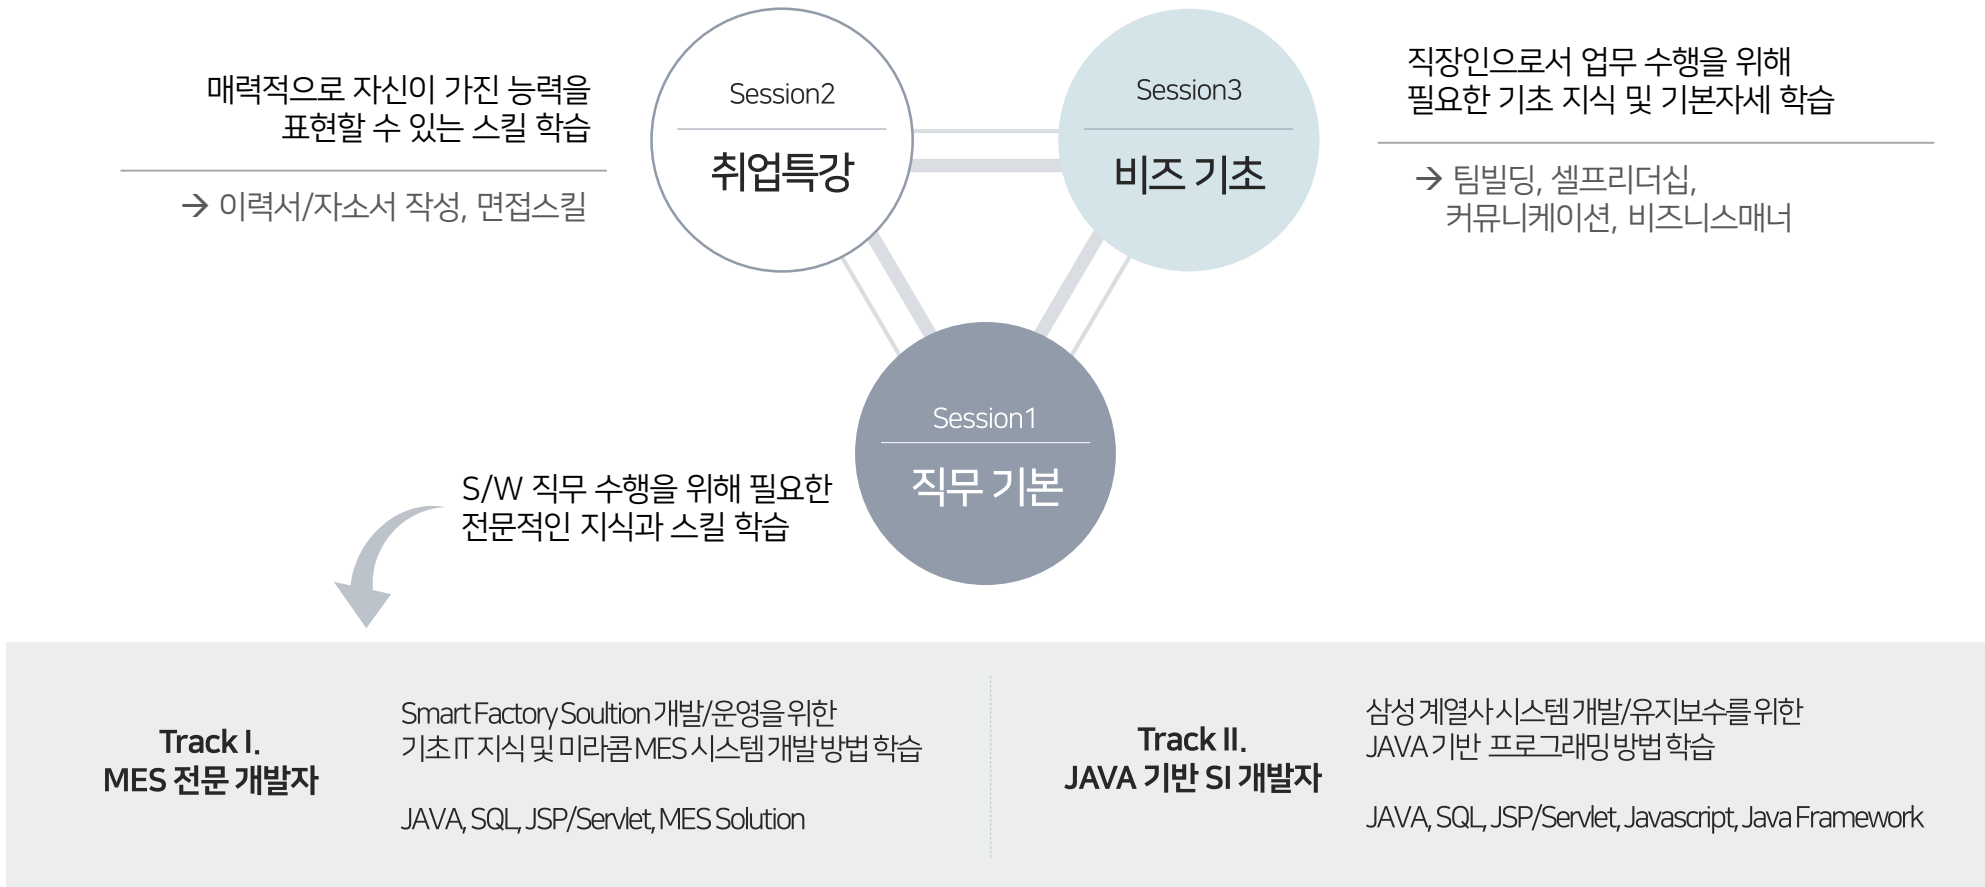 매력적으로 자신이 가진 능력을
표현할 수 있는 스킬 학습
→ 이력서/자소서 작성, 면접스킬
Session2
취업특강
Session3
비즈 기초
직장인으로서 업무 수행을 위해
필요한 기초 지식 및 기본자세 학습
→ 팀빌딩, 셀프리더십,
커뮤니케이션, 비즈니스매너
Session1
직무 기본
S/W 직무 수행을 위해 필요한
전문적인 지식과 스킬 학습
Track I.
MES 전문 개발자
Smart Factory Soultion 개발/운영을 위한
기초 IT 지식 및 미라콤 MES 시스템 개발 방법 학습
JAVA, SQL, JSP/Servlet, MES Solution
Track II.
JAVA 기반 SI 개발자
삼성 계열사 시스템 개발/유지보수를 위한
JAVA 기반 프로그래밍 방법 학습
JAVA, SQL, JSP/Servlet, Javascript, Java Framework